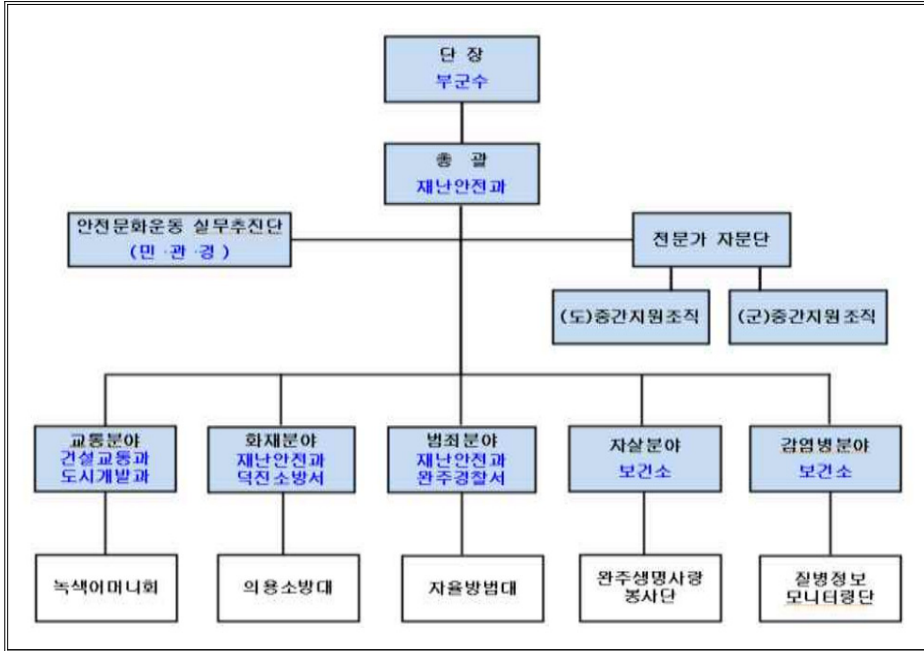 단 장
부군수
총 괄
재난안전과
안전문화운동 실무추진단
(민·관·경)
전문가 자문단
(도)중간지원조직
(군)중간지원조직
교통분야
건설교통과
도시개발과
화재분야
재난안전과
덕진소방서
범죄분야
재난안전과
완주경찰서
자살분야
보건소
감염병분야
보건소
녹색어머니회
의용소방대
자율방범대
완주생명사랑
봉사단
질병정보
모니터링단